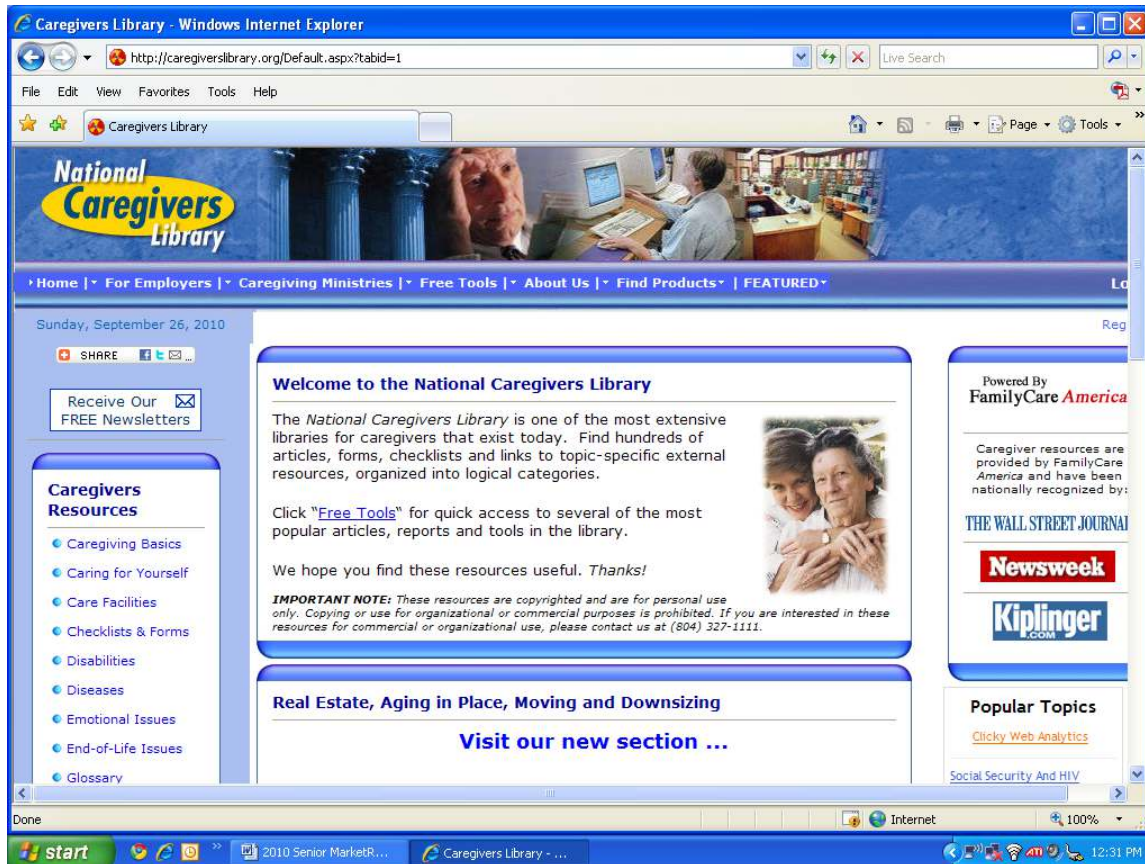 Caregivers Library - Windows Internet Explorer
http://caregiverslibrary.org/Default.aspx?tabid=1
Live Search
File Edit View Favorites Tools Help
Caregivers Library
Page Tools
National
Caregivers
Library
Home | For Employers | Caregiving Ministries | Free Tools | About Us | Find Products | FEATURED
Lo
Sunday, September 26, 2010
Reg
SHARE
Receive Our
FREE Newsletters
Caregivers
Resources
Caregiving Basics
Caring for Yourself
Care Facilities
Checklists & Forms
Disabilities
Diseases
Emotional Issues
End-of-Life Issues
Glossary
Welcome to the National Caregivers Library
The National Caregivers Library is one of the most extensive
libraries for caregivers that exist today. Find hundreds of
articles, forms, checklists and links to topic-specific external
resources, organized into logical categories.
Click "Free Tools" for quick access to several of the most
popular articles, reports and tools in the library.
We hope you find these resources useful. Thanks!
IMPORTANT NOTE: These resources are copyrighted and are for personal use
only. Copying or use for organizational or commercial purposes is prohibited. If you are interested in these
resources for commercial or organizational use, please contact us at (804) 327-1111.
Real Estate, Aging in Place, Moving and Downsizing
Visit our new section ...
Powered By
FamilyCare America
Caregiver resources are
provided by FamilyCare
America and have been
nationally recognized by:
THE WALL STREET JOURNAL
Newsweek
Kiplinger
.COM
Popular Topics
Clicky Web Analytics
Social Security And HIV
Done
Internet
100%
start
2010 Senior MarketR...
Caregivers Library - ...
ATI
12:31 PM